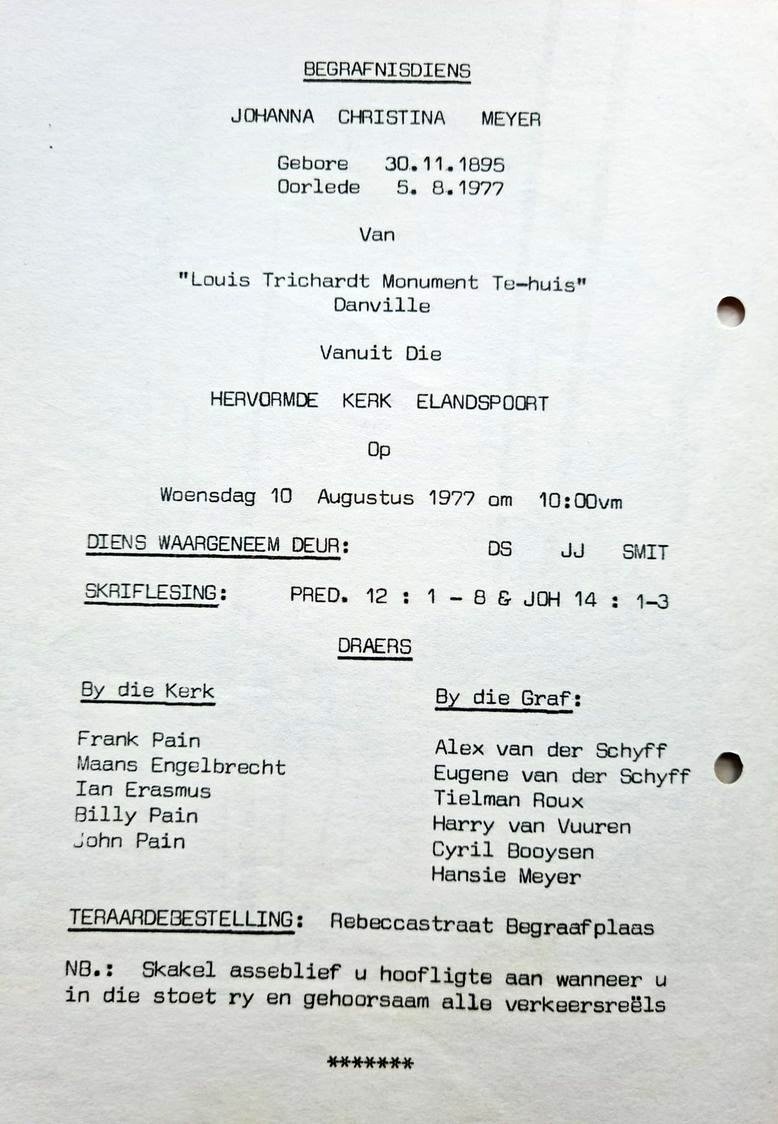 BEGRAFNISDIENS
JOHANNA CHRISTINA MEYER
Gebore 30.11.1895
Oorlede 5. 8.1977
Van
"Louis Trichardt Monument Te-huis"
Danville
Vanuit Die
HERVORMDE KERK ELANDSPOORT
Op
Woensdag 10 Augustus 1977 om 10:00vm
DIENS WAARGENEEM DEUR: DS JJ SMIT
SKRIFLESING: PRED. 12 : 1 - 8 & JOH 14 : 1-3
DRAERS
By die Kerk
Frank Pain
Maans Engelbrecht
Ian Erasmus
Billy Pain
John Pain
By die Graf:
Alex van der Schyff
Eugene van der Schyff
Tielman Roux
Harry van Vuuren
Cyril Booysen
Hansie Meyer
TERAARDEBESTELLING: Rebeccastraat Begraafplaas
NB.: Skakel asseblief u hoofligte aan wanneer u
in die stoet ry en gehoorsaam alle verkeersreëls
*******